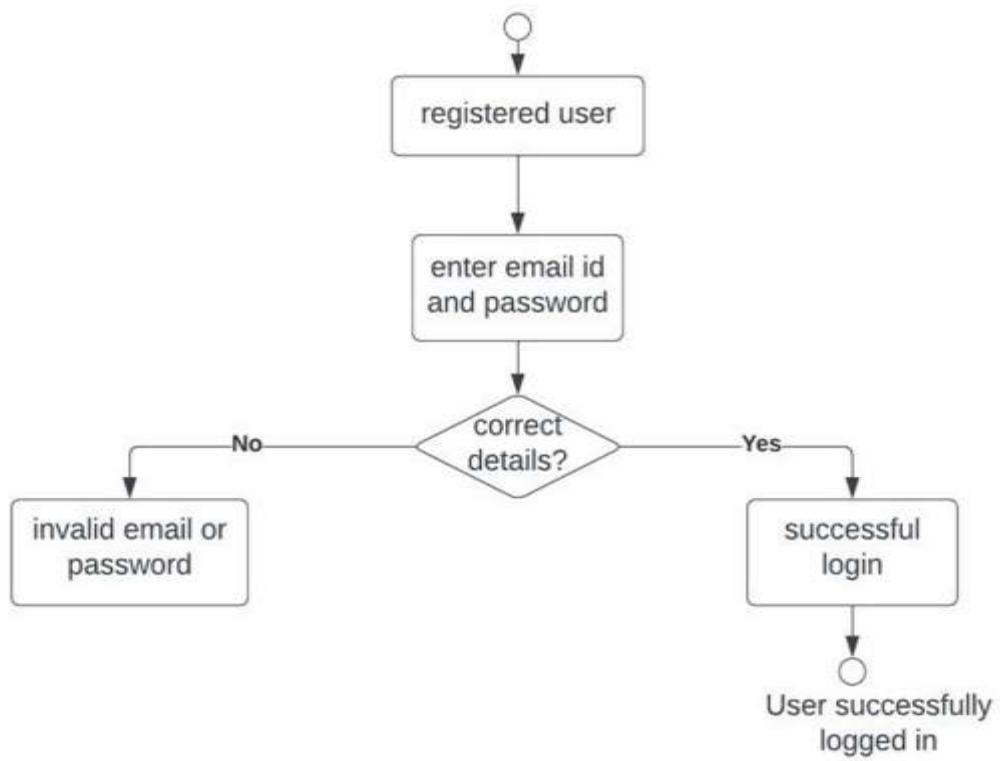 registered user
enter email id
and password
correct
details?
No
Yes
invalid email or
password
successful
login
User successfully
logged in